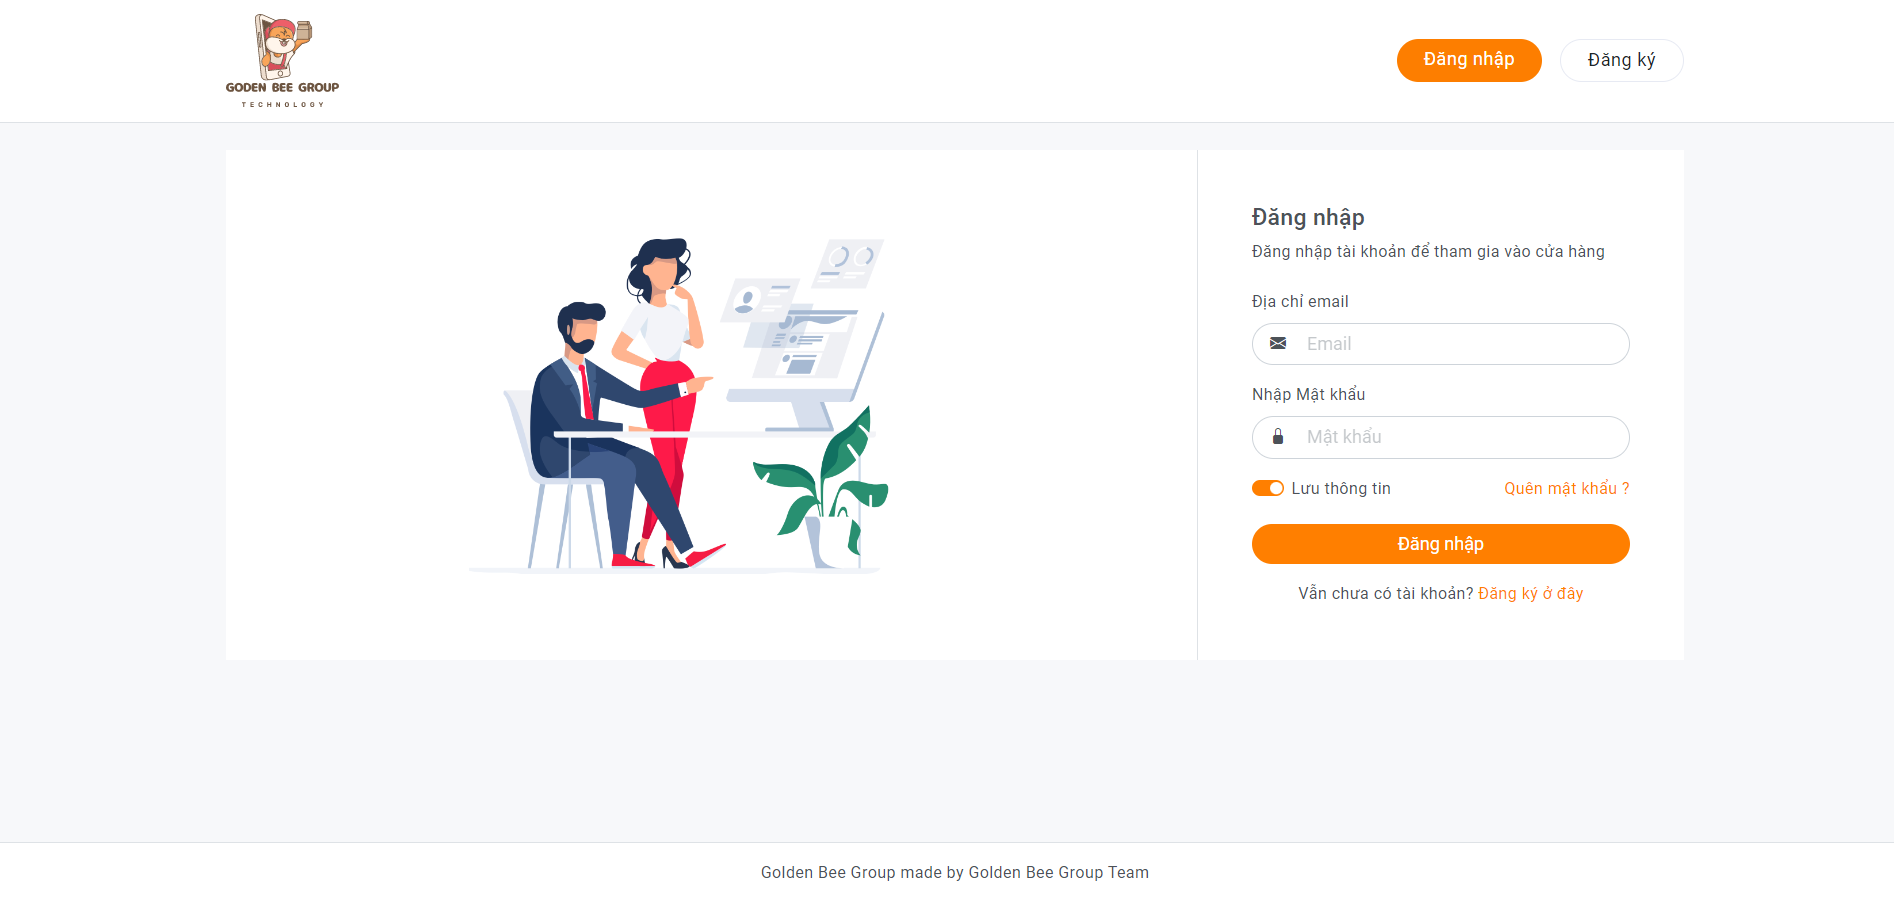 GODEN BEE GROUP
TECHNOLOGY
Đăng nhập
Đăng ký
Đăng nhập
Đăng nhập tài khoản để tham gia vào cửa hàng
Địa chỉ email
Email
Nhập Mật khẩu
Mật khẩu
Lưu thông tin
Quên mật khẩu ?
Đăng nhập
Vẫn chưa có tài khoản? Đăng ký ở đây
Golden Bee Group made by Golden Bee Group Team